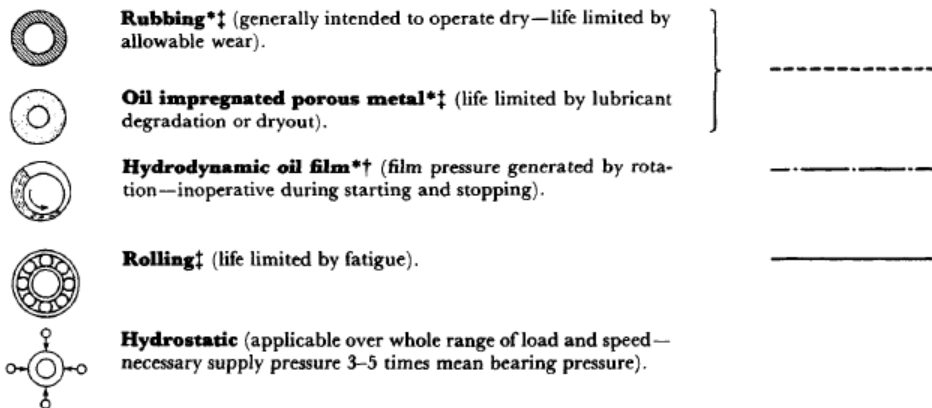 Rubbing*‡ (generally intended to operate dry—life limited by
allowable wear).
Oil impregnated porous metal*‡ (life limited by lubricant
degradation or dryout).
Hydrodynamic oil film*† (film pressure generated by rota-
tion—inoperative during starting and stopping).
Rolling‡ (life limited by fatigue).
Hydrostatic (applicable over whole range of load and speed—
necessary supply pressure 3–5 times mean bearing pressure).